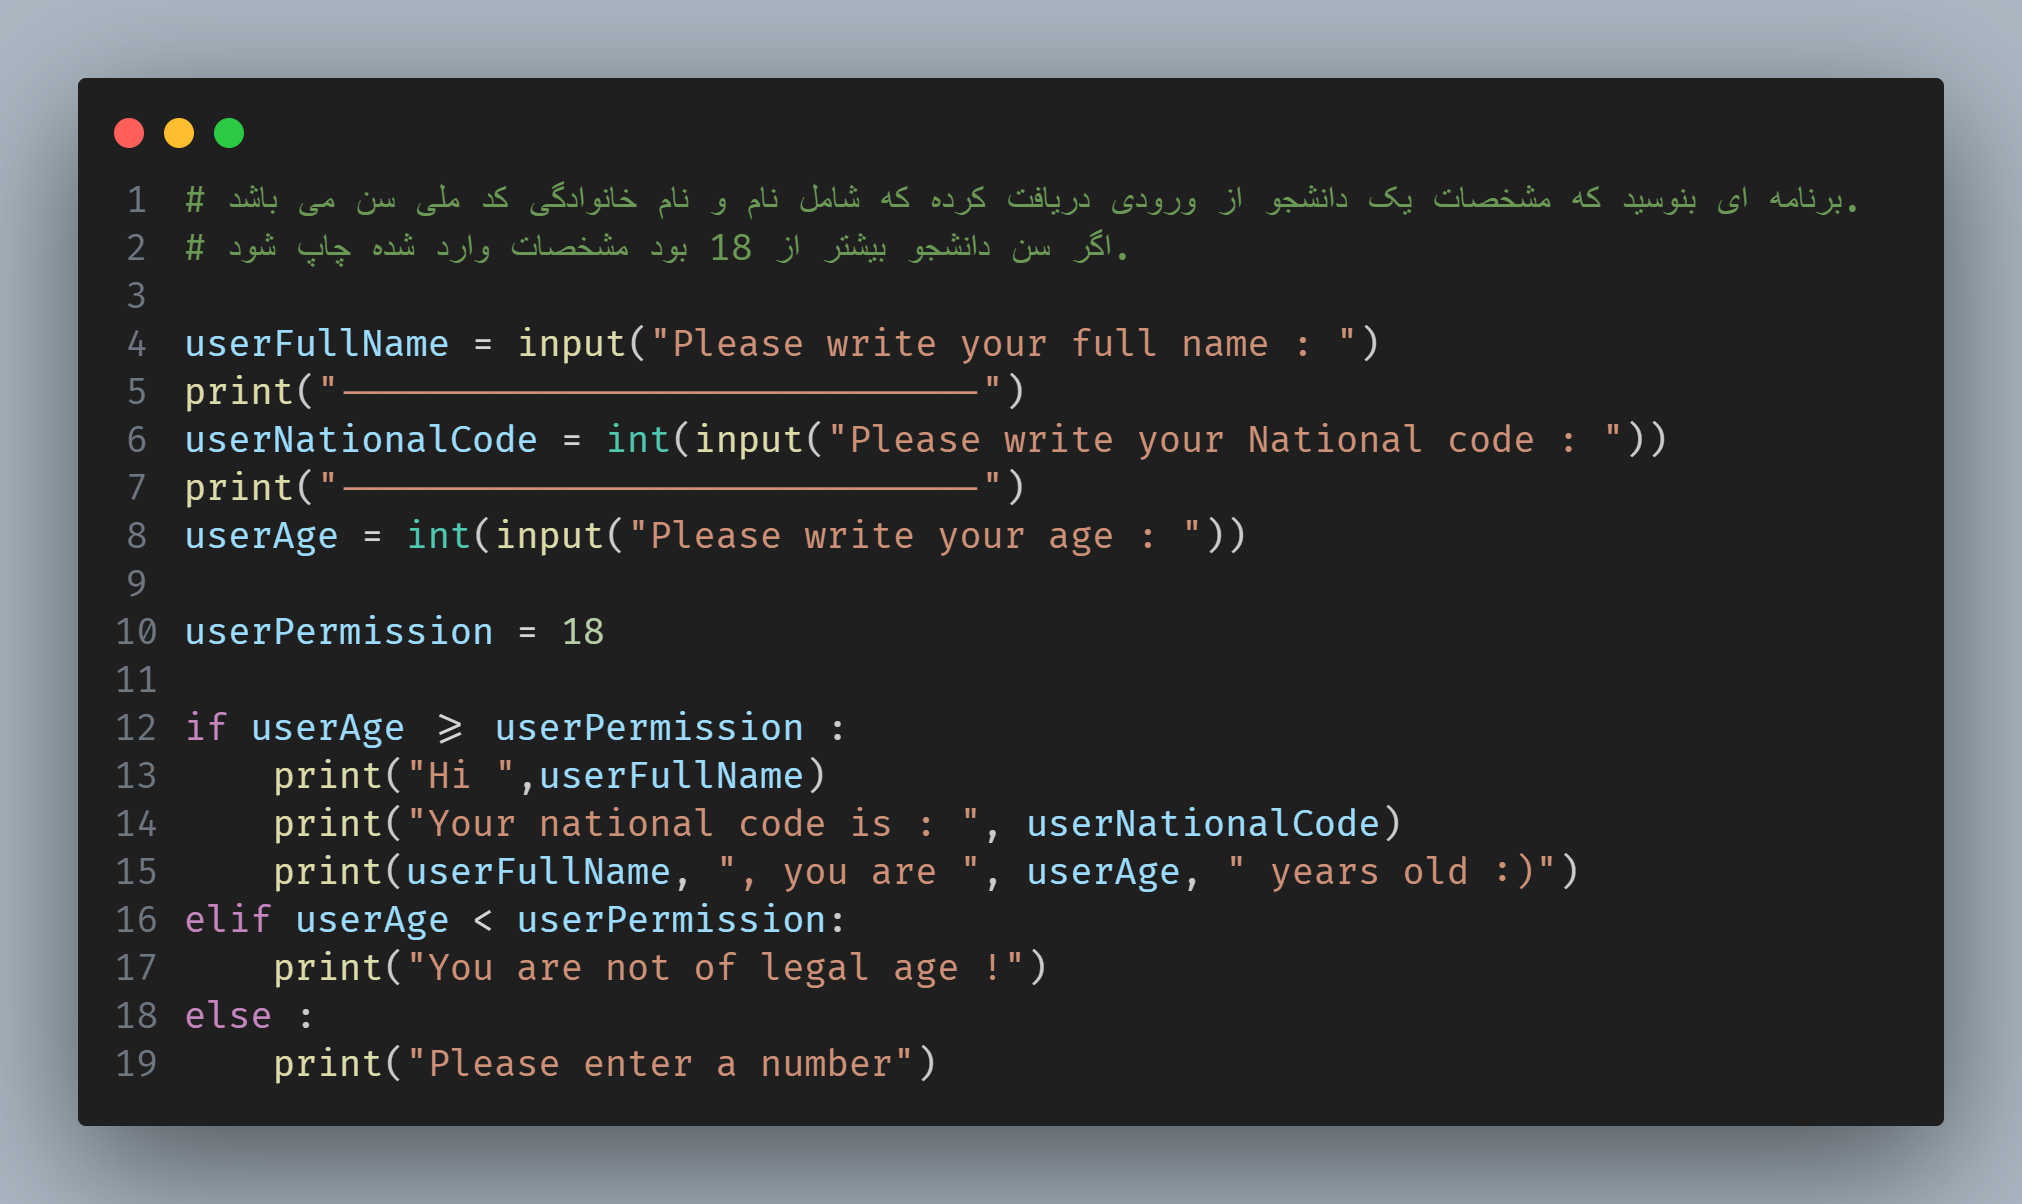 1 # برنامه ای بنوسید که مشخصات یک دانشجو از ورودی دریافت کرده که شامل نام و نام خانوادگی کد ملی سن می باشد.
2 # اگر سن دانشجو بیشتر از 18 بود مشخصات وارد شده چاپ شود.
3
4 userFullName = input("Please write your full name : ")
5 print("-----------------------------")
6 userNationalCode = int(input("Please write your National code : "))
7 print("-----------------------------")
8 userAge = int(input("Please write your age : "))
9
10 userPermission = 18
11
12 if userAge >= userPermission :
13     print("Hi ",userFullName)
14     print("Your national code is : ", userNationalCode)
15     print(userFullName, ", you are ", userAge, " years old :)")
16 elif userAge < userPermission:
17     print("You are not of legal age !")
18 else :
19     print("Please enter a number")